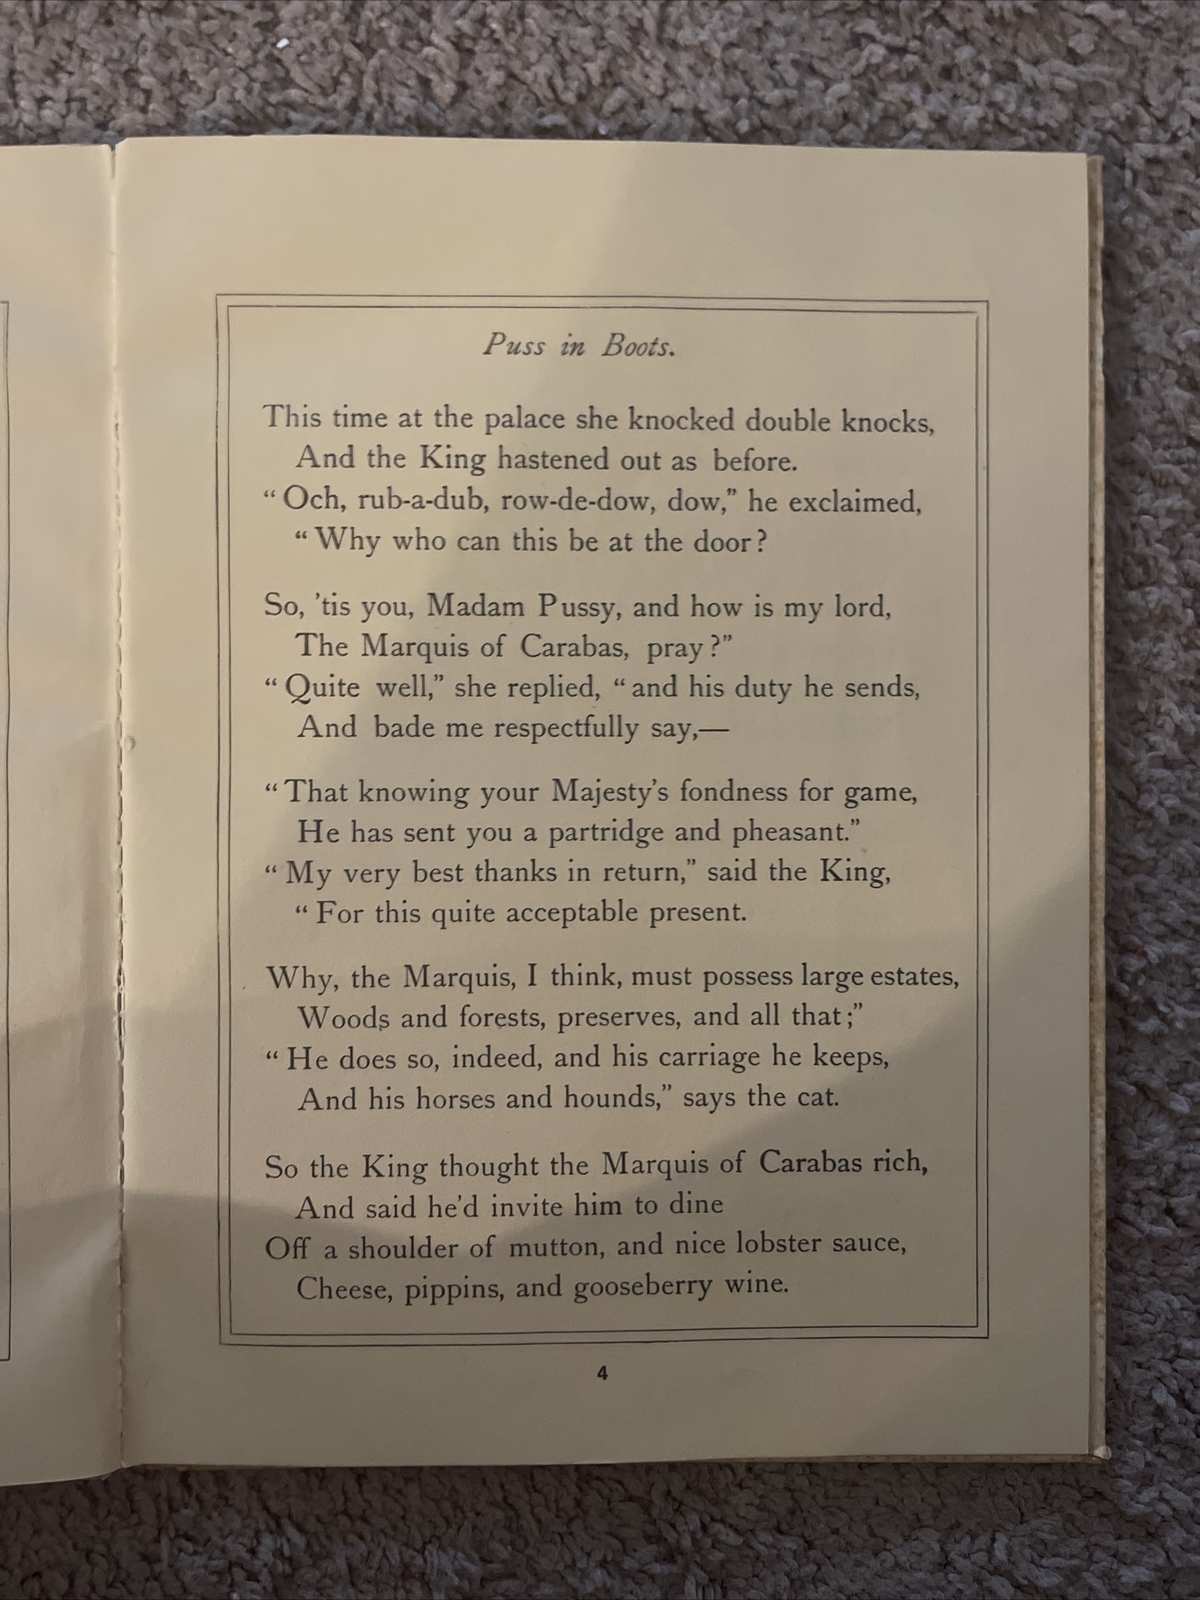 Puss in Boots.
This time at the palace she knocked double knocks,
And the King hastened out as before.
“Och, rub-a-dub, row-de-dow, dow,” he exclaimed,
“Why who can this be at the door?
So, ’tis you, Madam Pussy, and how is my lord,
The Marquis of Carabas, pray?”
“Quite well,” she replied, “and his duty he sends,
And bade me respectfully say,—
“That knowing your Majesty’s fondness for game,
He has sent you a partridge and pheasant.”
“My very best thanks in return,” said the King,
“For this quite acceptable present.
Why, the Marquis, I think, must possess large estates,
Woods and forests, preserves, and all that;”
“He does so, indeed, and his carriage he keeps,
And his horses and hounds,” says the cat.
So the King thought the Marquis of Carabas rich,
And said he’d invite him to dine
Off a shoulder of mutton, and nice lobster sauce,
Cheese, pippins, and gooseberry wine.
4